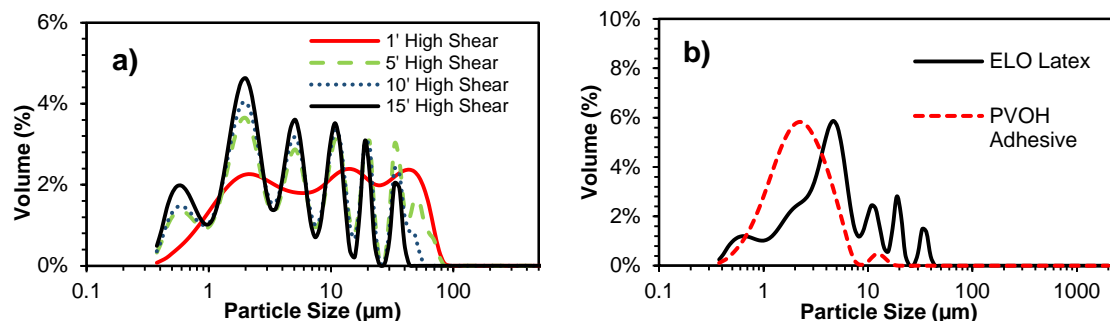 6%
4%
2%
0%
Volume (%)
a)
1' High Shear
5' High Shear
10' High Shear
15' High Shear
0.1
1
10
100
Particle Size (µm)
10%
8%
6%
4%
2%
0%
Volume (%)
b)
ELO Latex
PVOH
Adhesive
0.1
1
10
100
1000
Particle Size (µm)